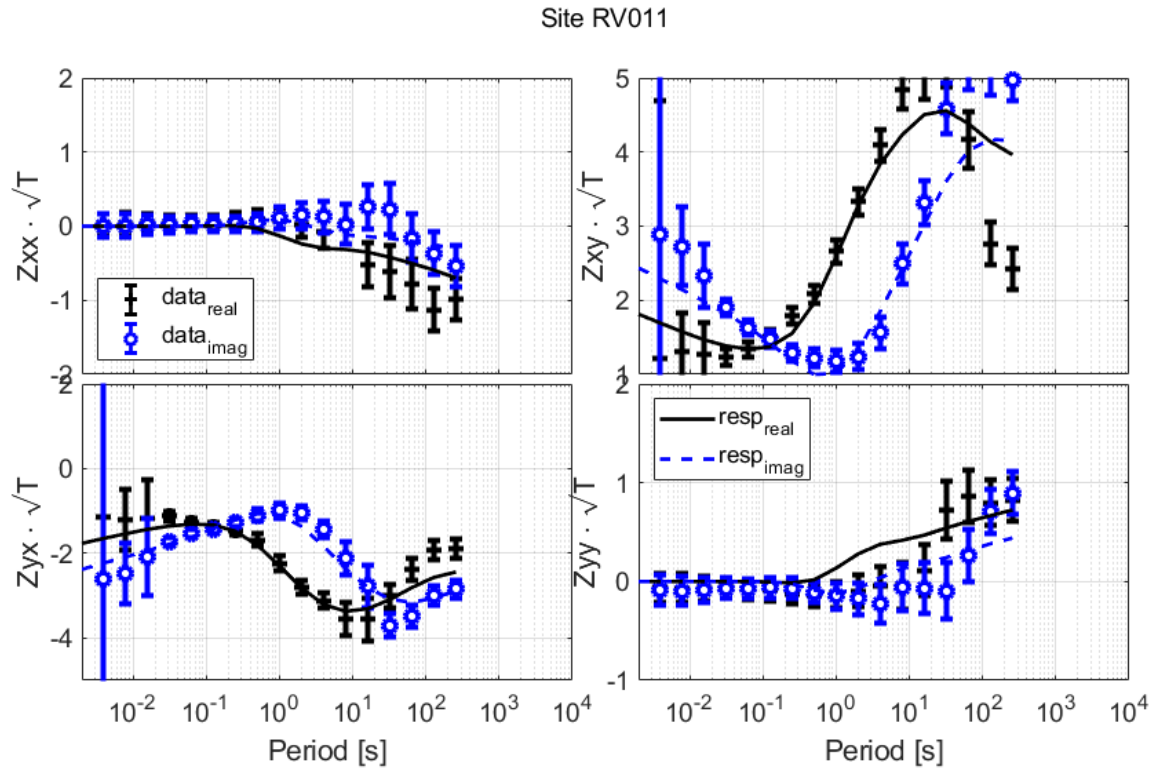 Site RV011
2
1
0
-1
-2
Zxx · √T
data_real
data_imag
5
4
3
2
1
Zxy · √T
2
0
-2
-4
Zyx · √T
10^-2 10^-1 10^0 10^1 10^2 10^3 10^4
Period [s]
2
1
0
-1
Zyy · √T
resp_real
resp_imag
10^-2 10^-1 10^0 10^1 10^2 10^3 10^4
Period [s]